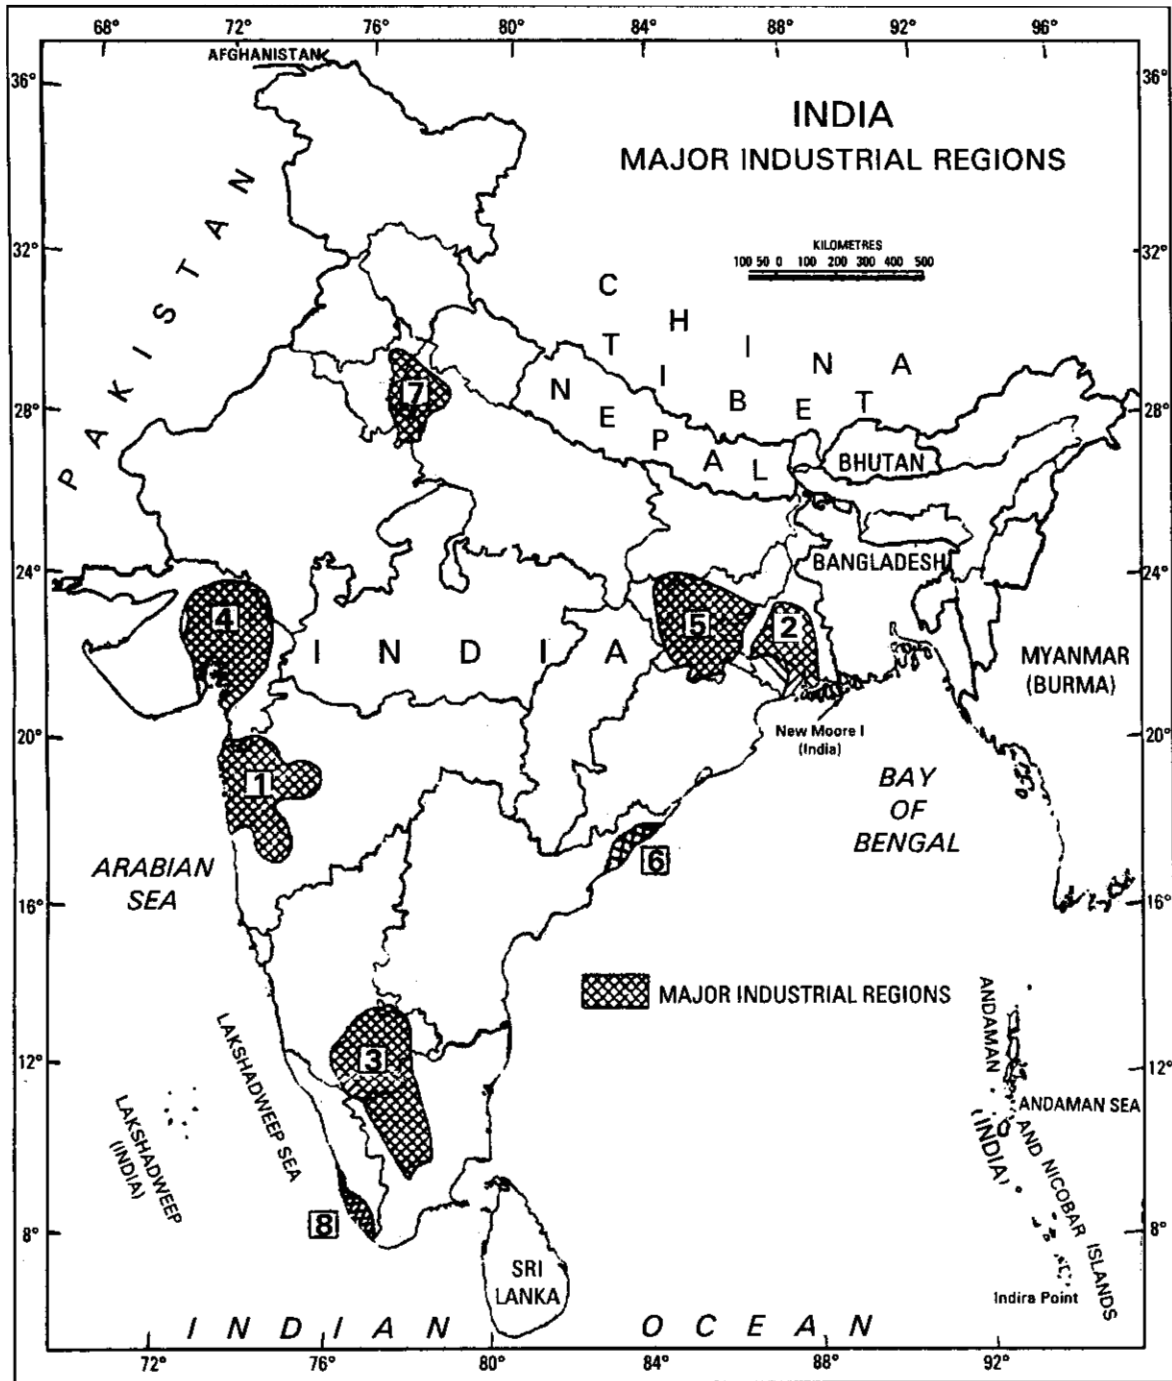 68° 72° 76° 80° 84° 88° 92° 96°
AFGHANISTAN
36° 36°
INDIA
MAJOR INDUSTRIAL REGIONS
PAKISTAN
KILOMETRES
100 50 0 100 200 300 400 500
32° 32°
CHINA
TIBET
NEPAL
7
28° 28°
BHUTAN
BANGLADESH
24° 24°
4
5
2
INDIA
MYANMAR
(BURMA)
New Moore I
(India)
20° 20°
1
BAY
OF
BENGAL
6
ARABIAN
SEA
16° 16°
MAJOR INDUSTRIAL REGIONS
3
12° 12°
LAKSHADWEEP SEA
LAKSHADWEEP
(INDIA)
ANDAMAN AND NICOBAR ISLANDS
(INDIA)
ANDAMAN SEA
8
8° 8°
SRI
LANKA
Indira Point
INDIAN OCEAN
72° 76° 80° 84° 88° 92°